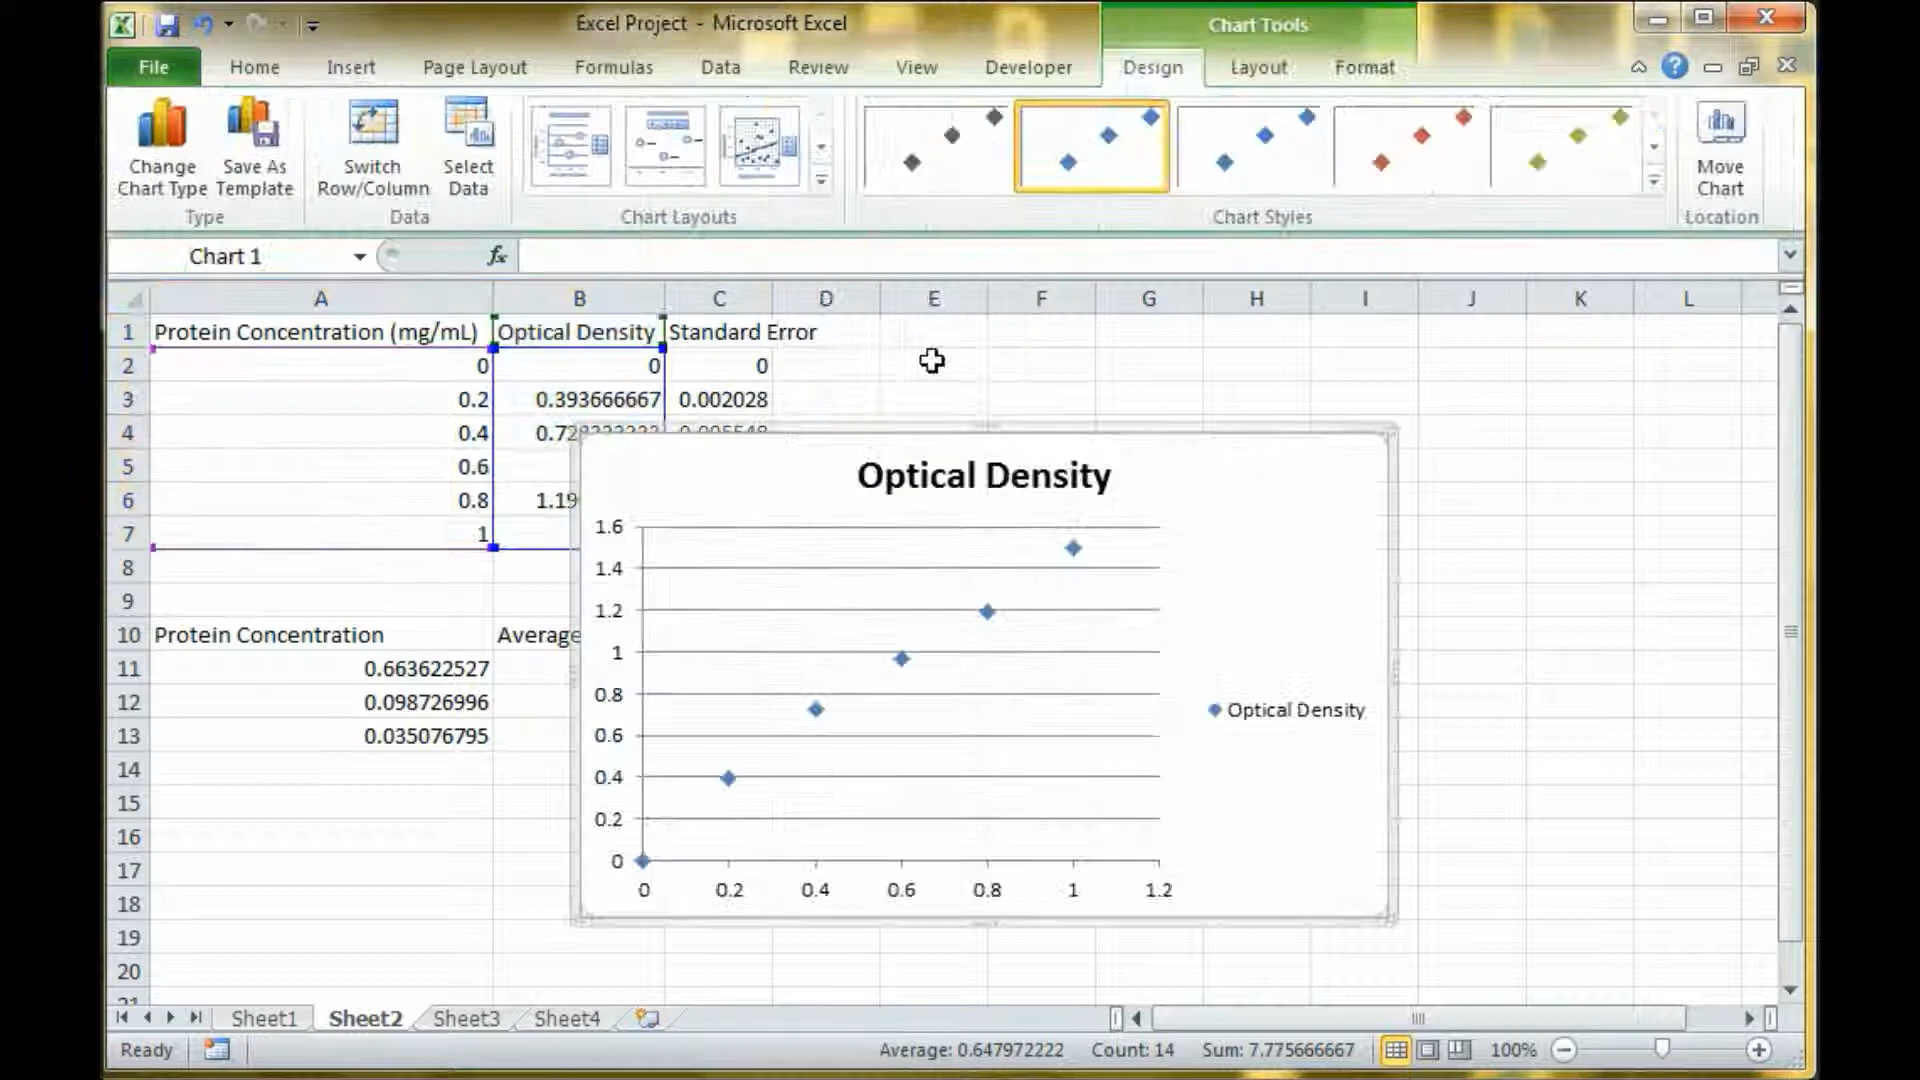 Excel Project - Microsoft Excel
Chart Tools
File Home Insert Page Layout Formulas Data Review View Developer Design Layout Format
Change Chart Type
Save As Template
Switch Row/Column
Select Data
Move Chart
Type Data Chart Layouts Chart Styles Location
Chart 1 fx
A B C D E F G H I J K L
1 Protein Concentration (mg/mL) Optical Density Standard Error
2 0 0 0
3 0.2 0.393666667 0.002028
4 0.4
5 0.6
6 0.8 1.19
7 1
8
9
10 Protein Concentration Average
11 0.663622527
12 0.098726996
13 0.035076795
14
15
16
17
18
19
20
21
Optical Density
1.6
1.4
1.2
1
0.8
0.6
0.4
0.2
0
0 0.2 0.4 0.6 0.8 1 1.2
Optical Density
Sheet1 Sheet2 Sheet3 Sheet4
Ready Average: 0.647972222 Count: 14 Sum: 7.775666667 100%